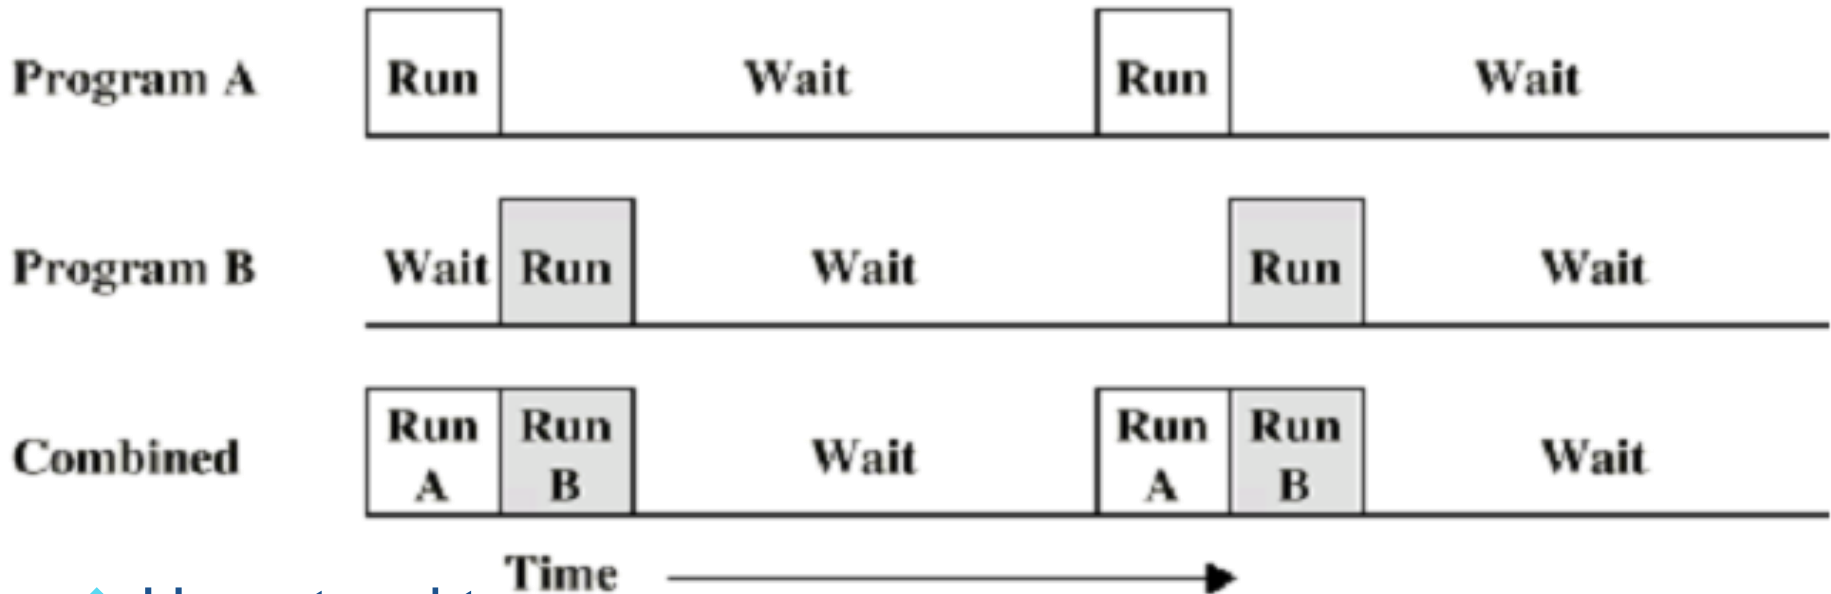 Program A Run Wait Run Wait
Program B Wait Run Wait Run Wait
Combined Run A Run B Wait Run A Run B Wait
Time